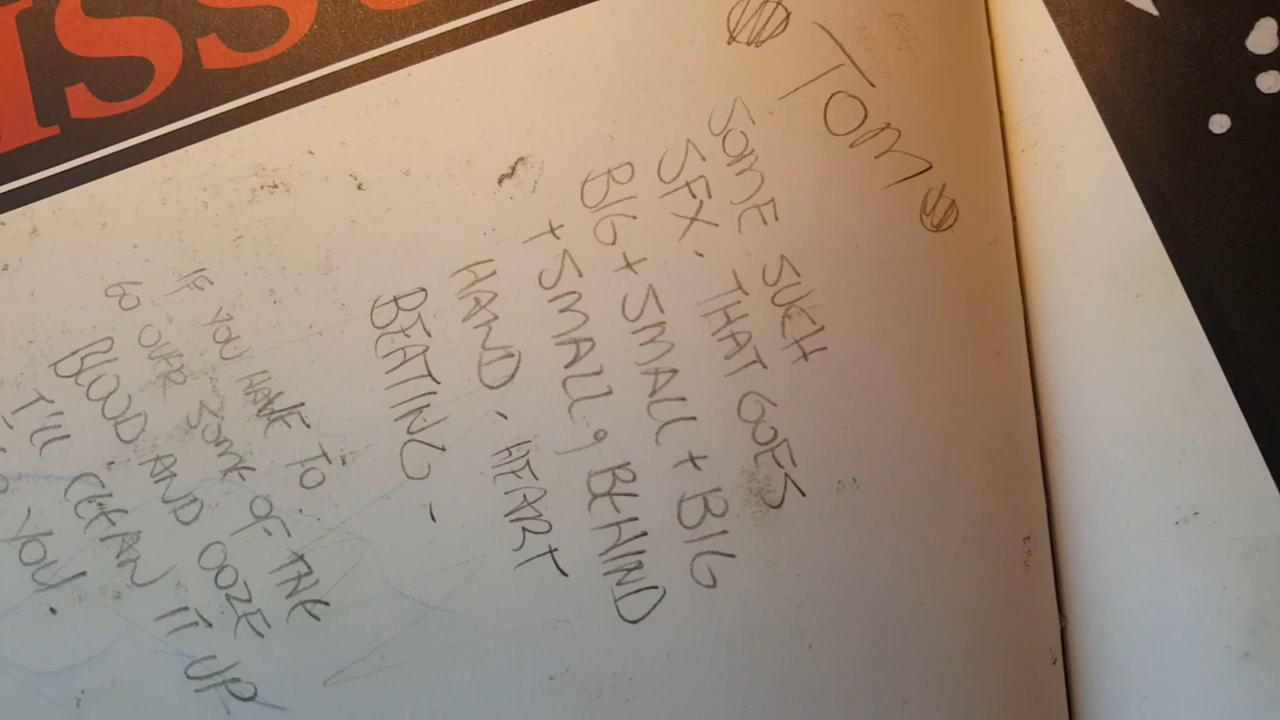 TOM
SOME SUCH
SFX. THAT GOES
BIG + SMALL + BIG
+ SMALL, BEHIND
HAND. HEART
BEATING -
IF YOU HAVE TO
GO OVER SOME OF THE
BLOOD AND OOZE
I'll CLEAN IT UP
YOU.
ISS